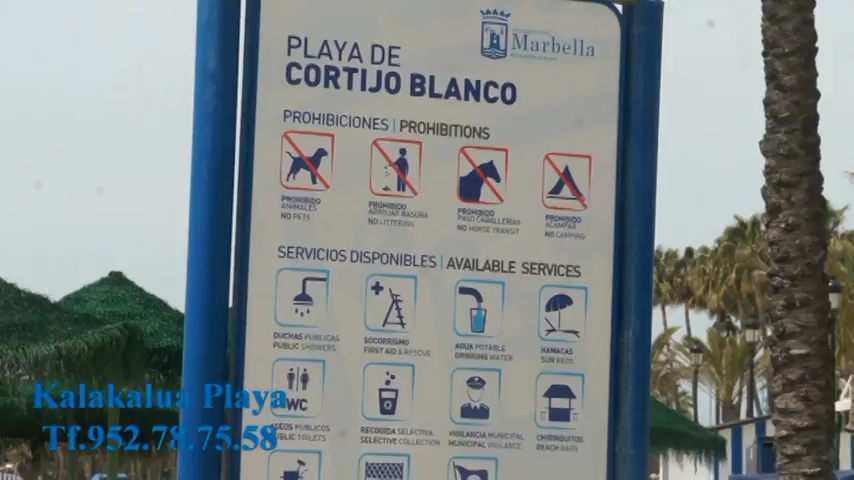 Marbella
PLAYA DE
CORTIJO BLANCO
PROHIBICIONES | PROHIBITIONS
PROHIBIDO
ANIMALES
NO PETS
PROHIBIDO
ARROJAR BASURA
NO LITTERING
PROHIBIDO
PASO CABALLERIAS
NO HORSE TRANSIT
PROHIBIDO
ACAMPAR
NO CAMPING
SERVICIOS DISPONIBLES | AVAILABLE SERVICES
DUCHAS PÚBLICAS
PUBLIC SHOWERS
SOCORRISMO
FIRST AID & RESCUE
AGUA POTABLE
DRINKING WATER
HAMACAS
SUN BEDS
WC
ASEOS PÚBLICOS
PUBLIC TOILETS
RECOGIDA SELECTIVA
SELECTIVE COLLECTION
VIGILANCIA MUNICIPAL
MUNICIPAL VIGILANCE
CHIRINGUITOS
BEACH BARS
Kalakalua Playa
Tf.952.78.75.58